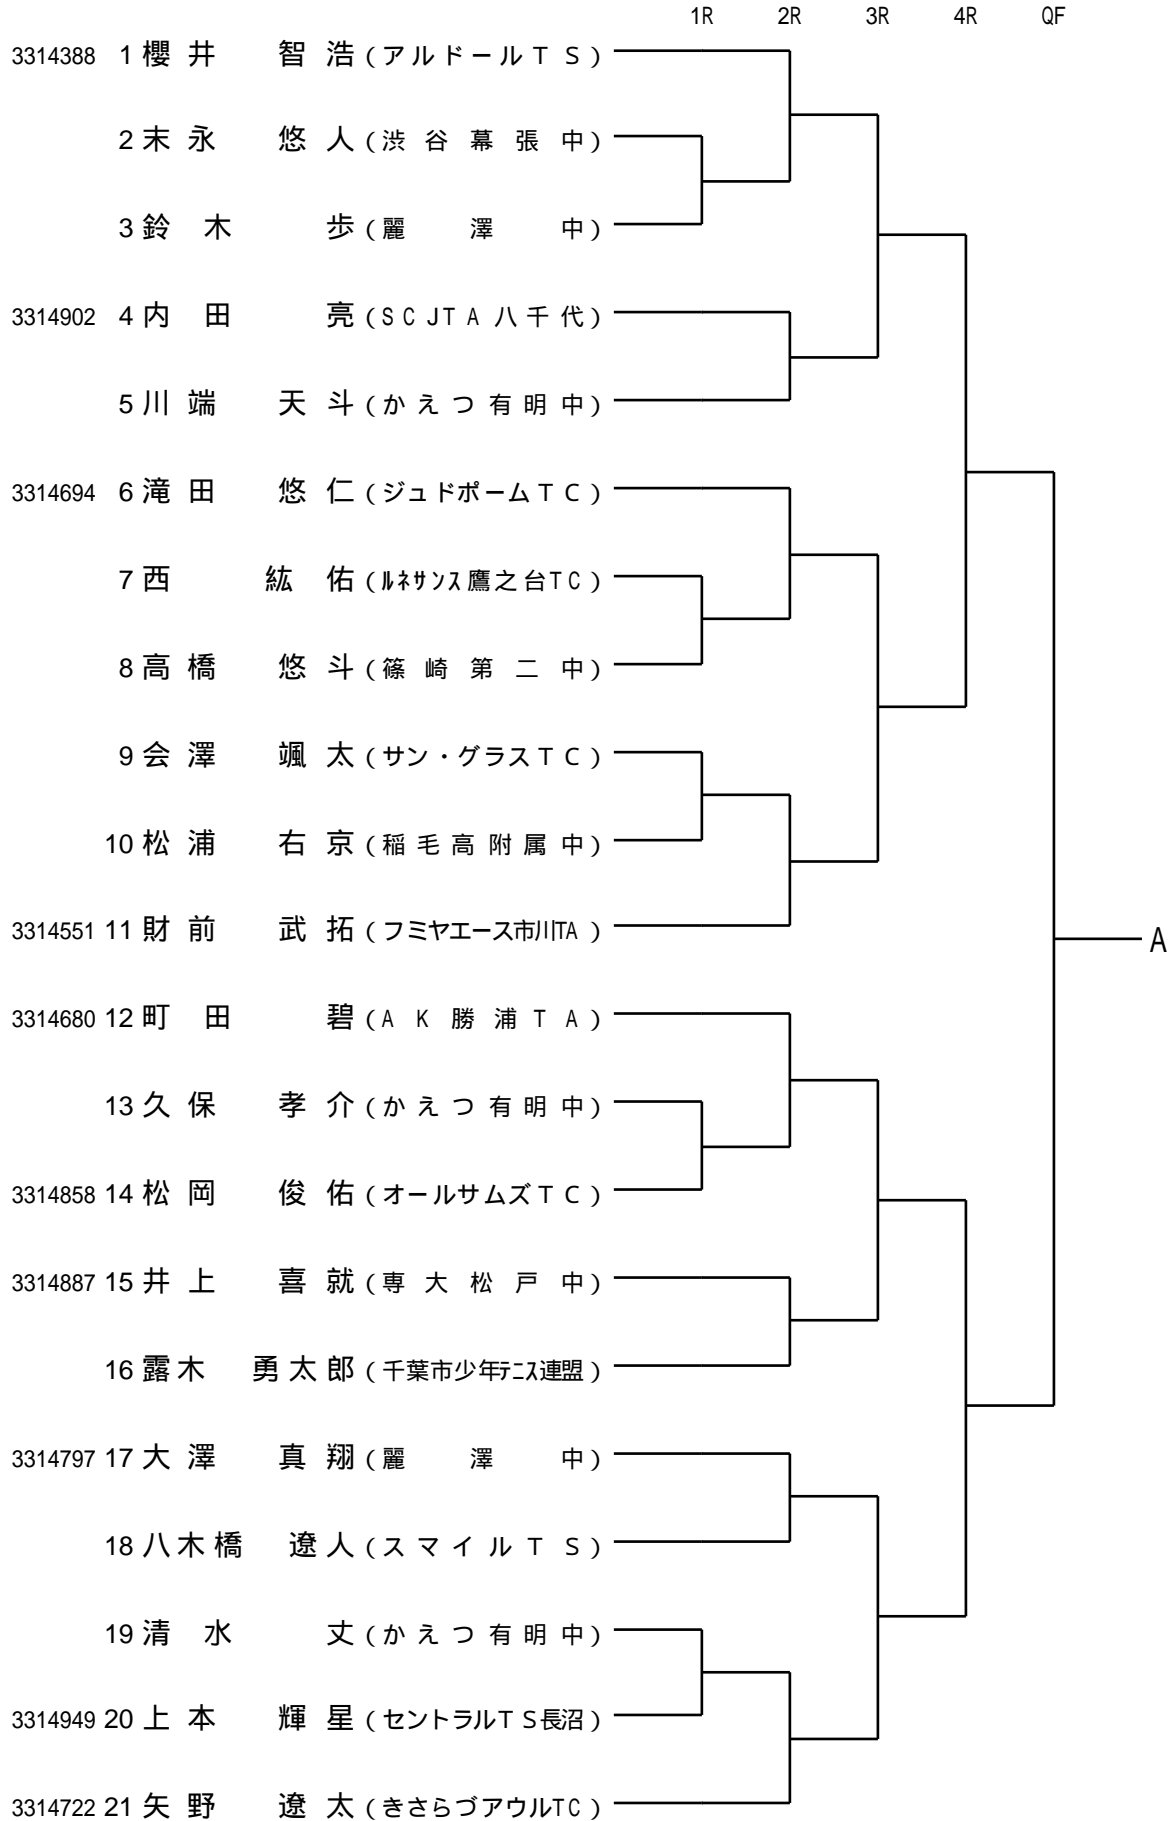 1R 2R 3R 4R QF
3314388 1 櫻井 智浩 (アルドールTS)
2 末永 悠人 (渋谷幕張中)
3 鈴木 歩 (麗澤中)
3314902 4 内田 亮 (SCJTA八千代)
5 川端 天斗 (かえつ有明中)
3314694 6 滝田 悠仁 (ジュドポームTC)
7 西 紘佑 (ルネサンス鷹之台TC)
8 高橋 悠斗 (篠崎第二中)
9 会澤 颯太 (サン・グラスTC)
10 松浦 右京 (稲毛高附属中)
3314551 11 財前 武拓 (フミヤエース市川TA)
A
3314680 12 町田 碧 (AK勝浦TA)
13 久保 孝介 (かえつ有明中)
3314858 14 松岡 俊佑 (オールサムズTC)
3314887 15 井上 喜就 (専大松戸中)
16 露木 勇太郎 (千葉市少年テニス連盟)
3314797 17 大澤 真翔 (麗澤中)
18 八木橋 遼人 (スマイルTS)
19 清水 丈 (かえつ有明中)
3314949 20 上本 輝星 (セントラルTS長沼)
3314722 21 矢野 遼太 (きさらづアウルTC)